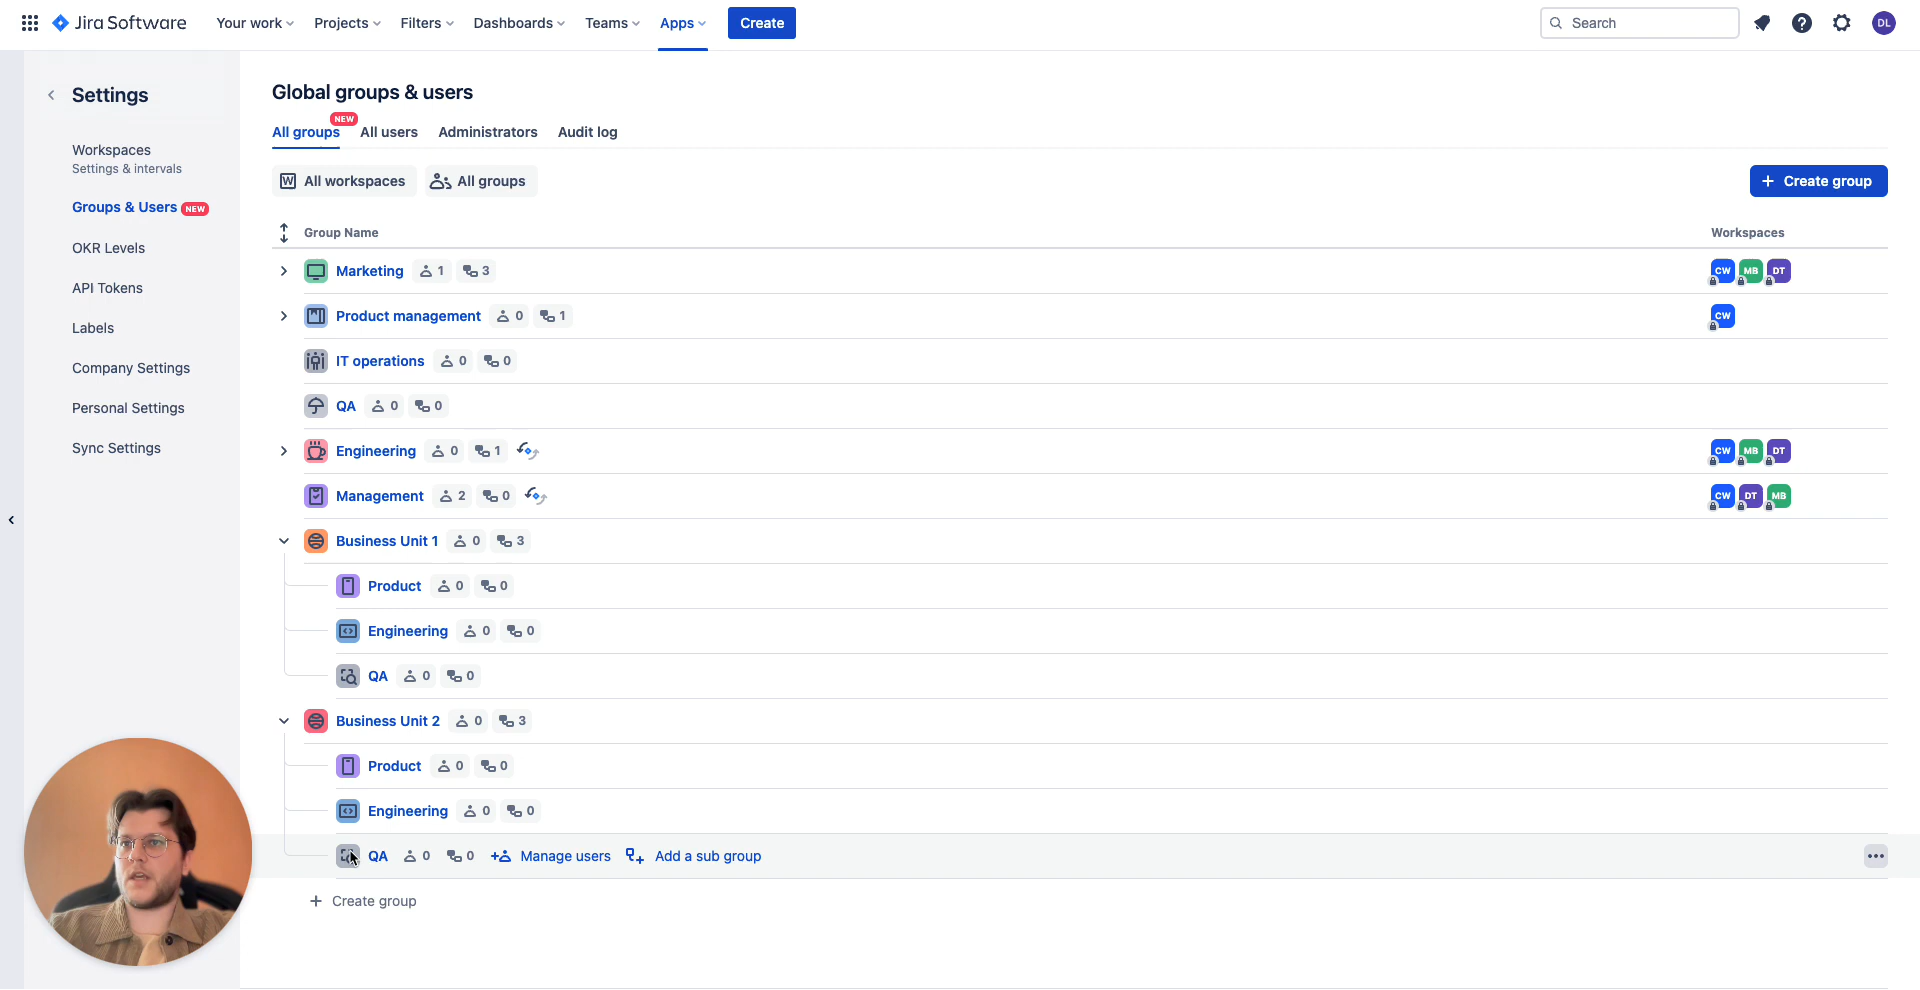 Jira Software Your work Projects Filters Dashboards Teams Apps Create Search DL
Settings
Workspaces
Settings & intervals
Groups & Users NEW
OKR Levels
API Tokens
Labels
Company Settings
Personal Settings
Sync Settings
Global groups & users
NEW
All groups All users Administrators Audit log
W All workspaces All groups + Create group
Group Name Workspaces
Marketing 1 3 CW MB DT
Product management 0 1 CW
IT operations 0 0
QA 0 0
Engineering 0 1 CW MB DT
Management 2 0 CW DT MB
Business Unit 1 0 3
Product 0 0
Engineering 0 0
QA 0 0
Business Unit 2 0 3
Product 0 0
Engineering 0 0
QA 0 0 Manage users Add a sub group
+ Create group